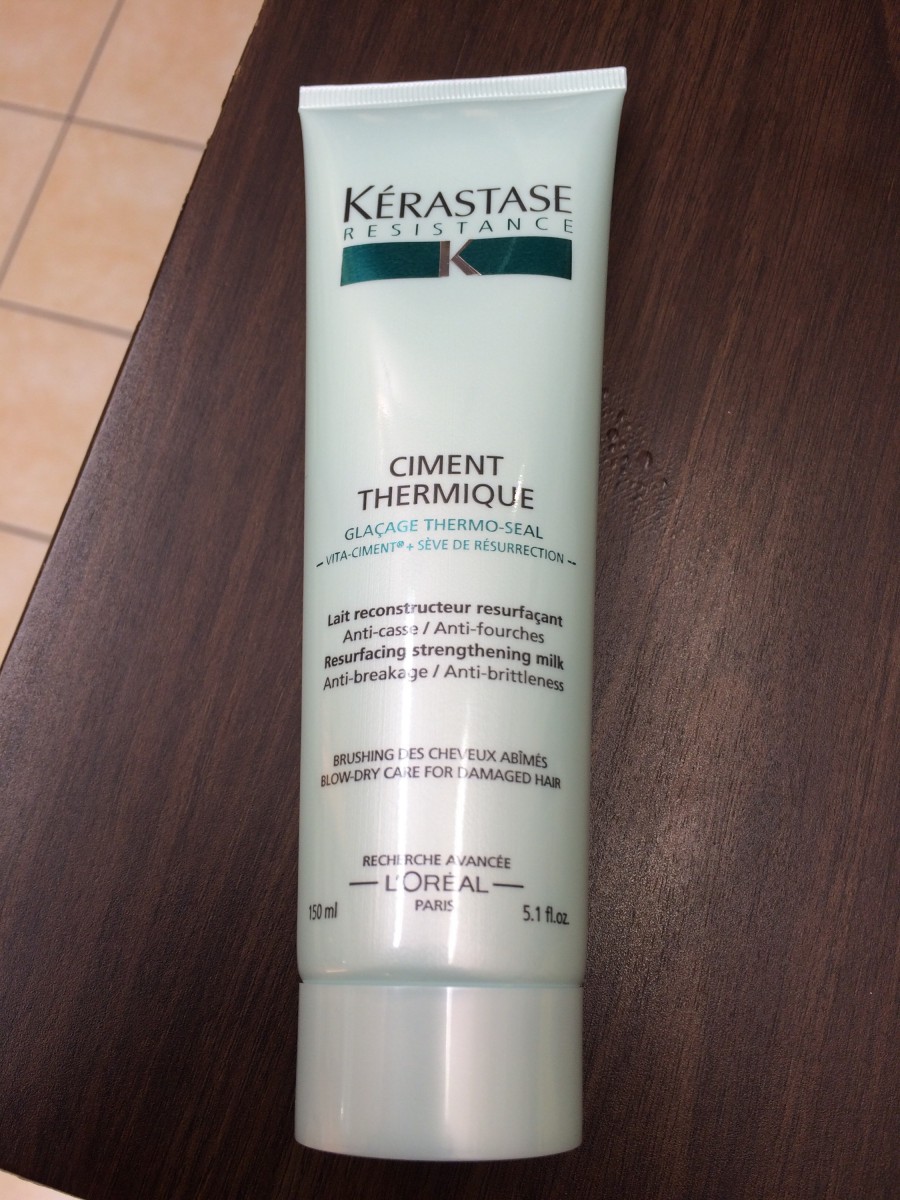 KÉRASTASE
RESISTANCE
K
CIMENT
THERMIQUE
GLAÇAGE THERMO-SEAL
VITA-CIMENT® + SÈVE DE RÉSURRECTION
Lait reconstructeur resurfaçant
Anti-casse / Anti-fourches
Resurfacing strengthening milk
Anti-breakage / Anti-brittleness
BRUSHING DES CHEVEUX ABÎMÉS
BLOW-DRY CARE FOR DAMAGED HAIR
RECHERCHE AVANCÉE
L'ORÉAL
PARIS
150 ml 5.1 fl.oz.